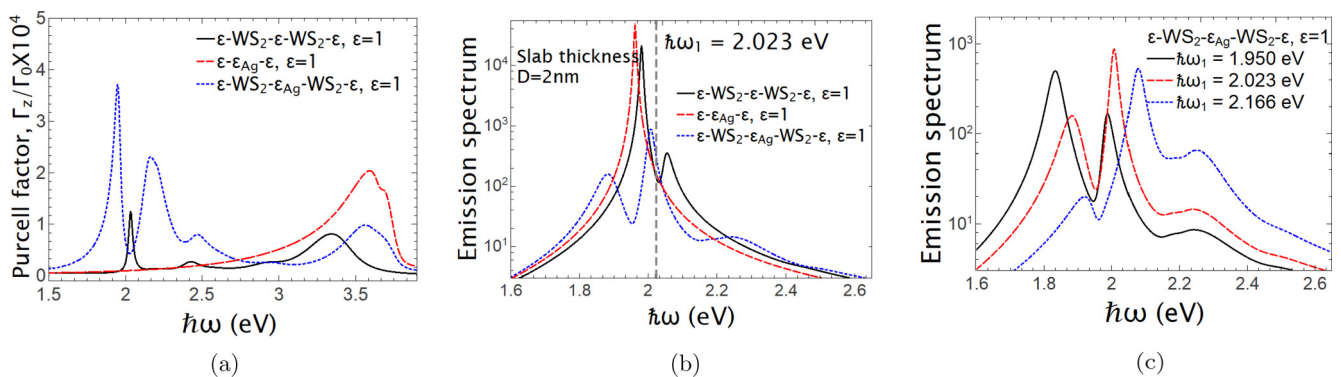 Purcell factor, Γz/Γ0X10⁴
5
4
3
2
1
0
ε-WS2-ε-WS2-ε, ε=1
ε-εAg-ε, ε=1
ε-WS2-εAg-WS2-ε, ε=1
1.5 2 2.5 3 3.5
ħω (eV)
(a)
Emission spectrum
10⁴
10³
10²
10¹
Slab thickness
D=2nm
ħω1 = 2.023 eV
ε-WS2-ε-WS2-ε, ε=1
ε-εAg-ε, ε=1
ε-WS2-εAg-WS2-ε, ε=1
1.6 1.8 2 2.2 2.4 2.6
ħω (eV)
(b)
Emission spectrum
10³
10²
10¹
ε-WS2-εAg-WS2-ε, ε=1
ħω1 = 1.950 eV
ħω1 = 2.023 eV
ħω1 = 2.166 eV
1.6 1.8 2 2.2 2.4 2.6
ħω (eV)
(c)